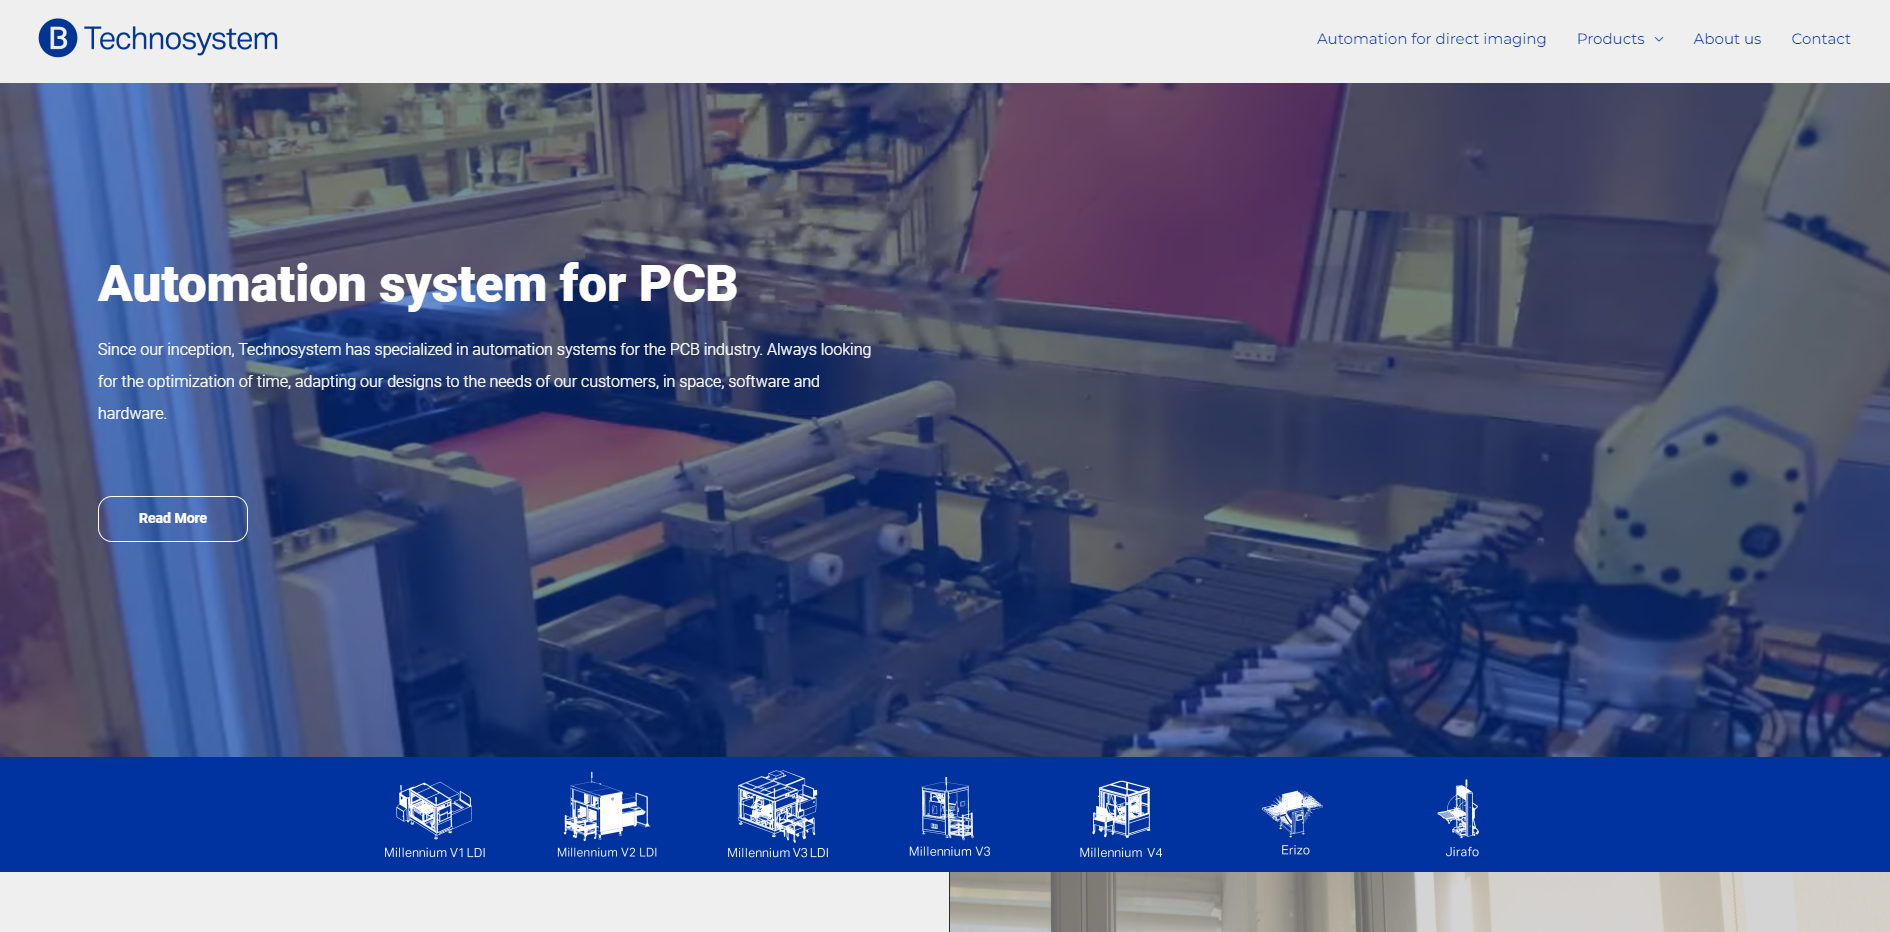 B Technosystem
Automation for direct imaging
Products
About us
Contact
Automation system for PCB
Since our inception, Technosystem has specialized in automation systems for the PCB industry. Always looking
for the optimization of time, adapting our designs to the needs of our customers, in space, software and
hardware.
Read More
Millennium V1 LDI
Millennium V2 LDI
Millennium V3 LDI
Millennium V3
Millennium V4
Erizo
Jirafo